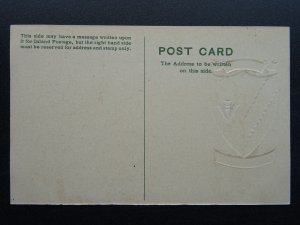 This side may have a message written upon
it for Inland Postage, but the right hand side
must be reserved for address and stamp only.
POST CARD
The Address to be written
on this side.